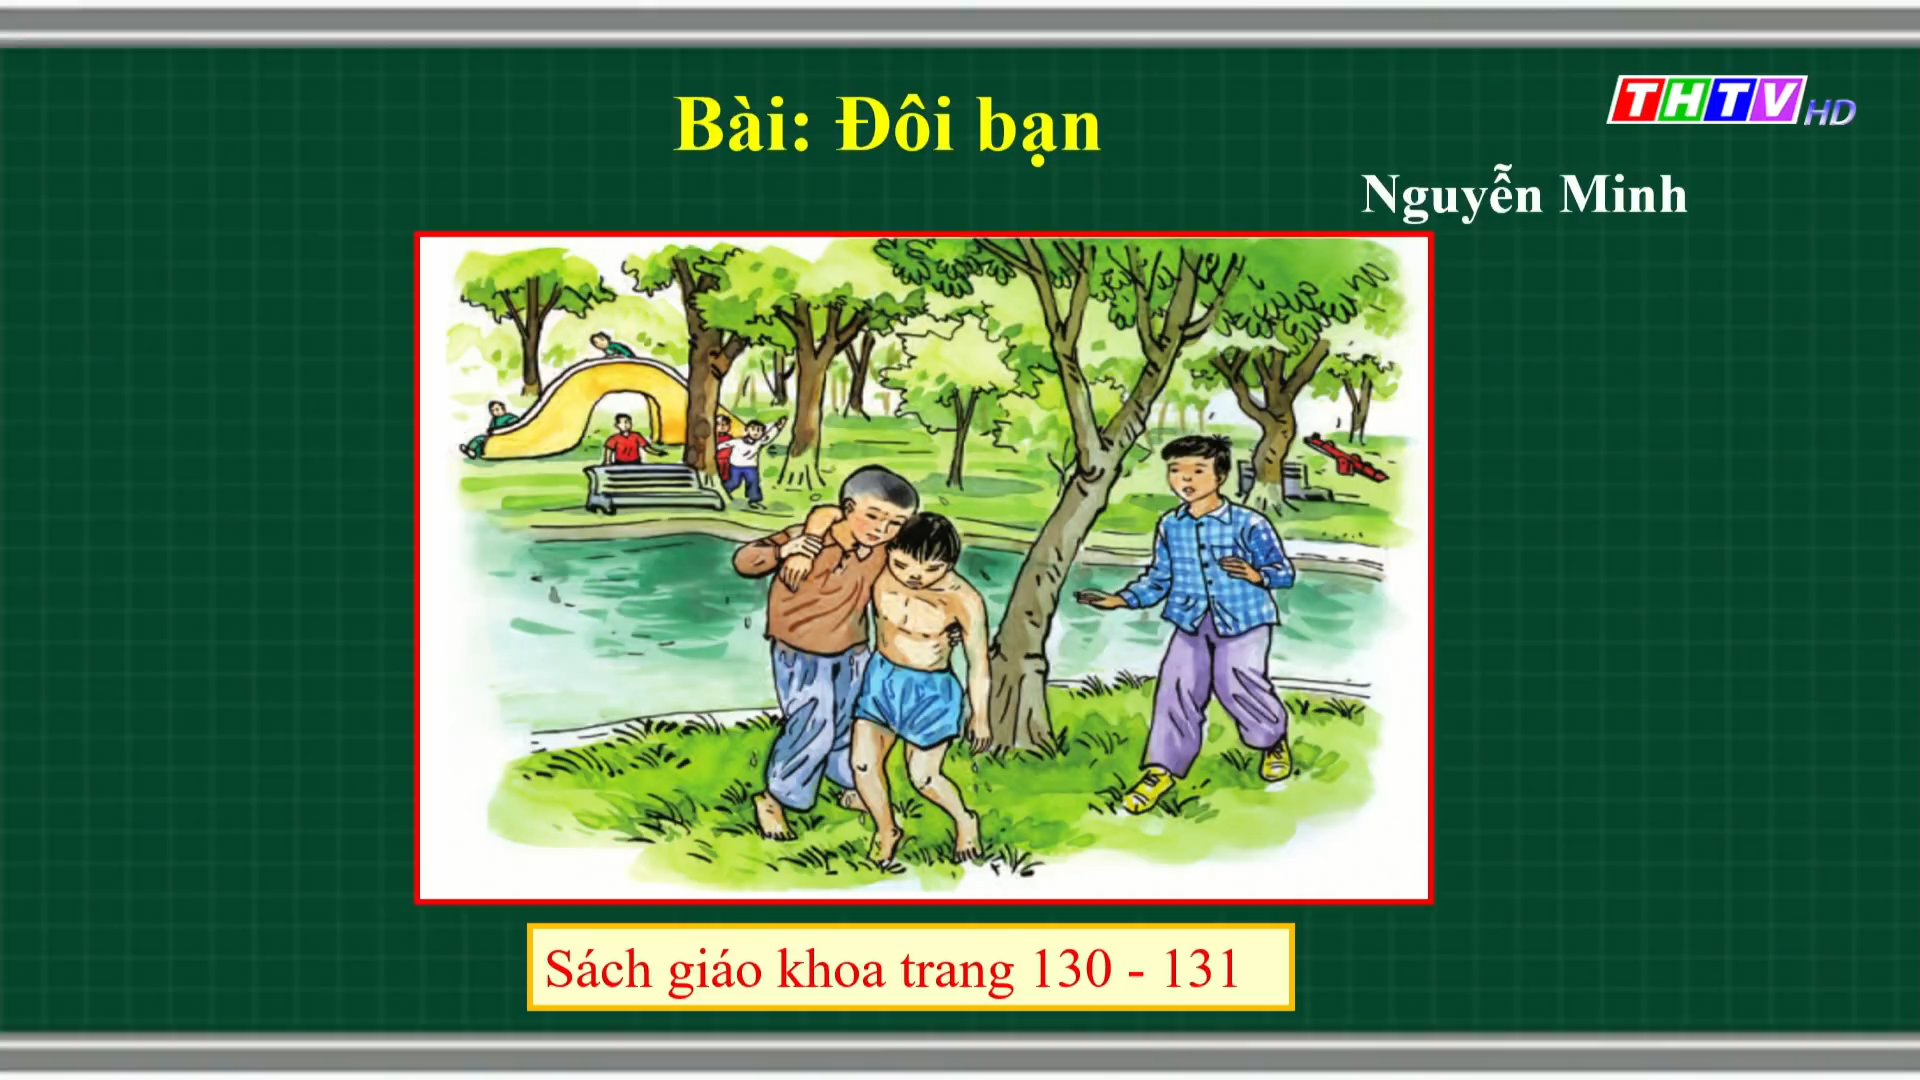 Bài: Đôi bạn
THTV HD
Nguyễn Minh
Sách giáo khoa trang 130 - 131